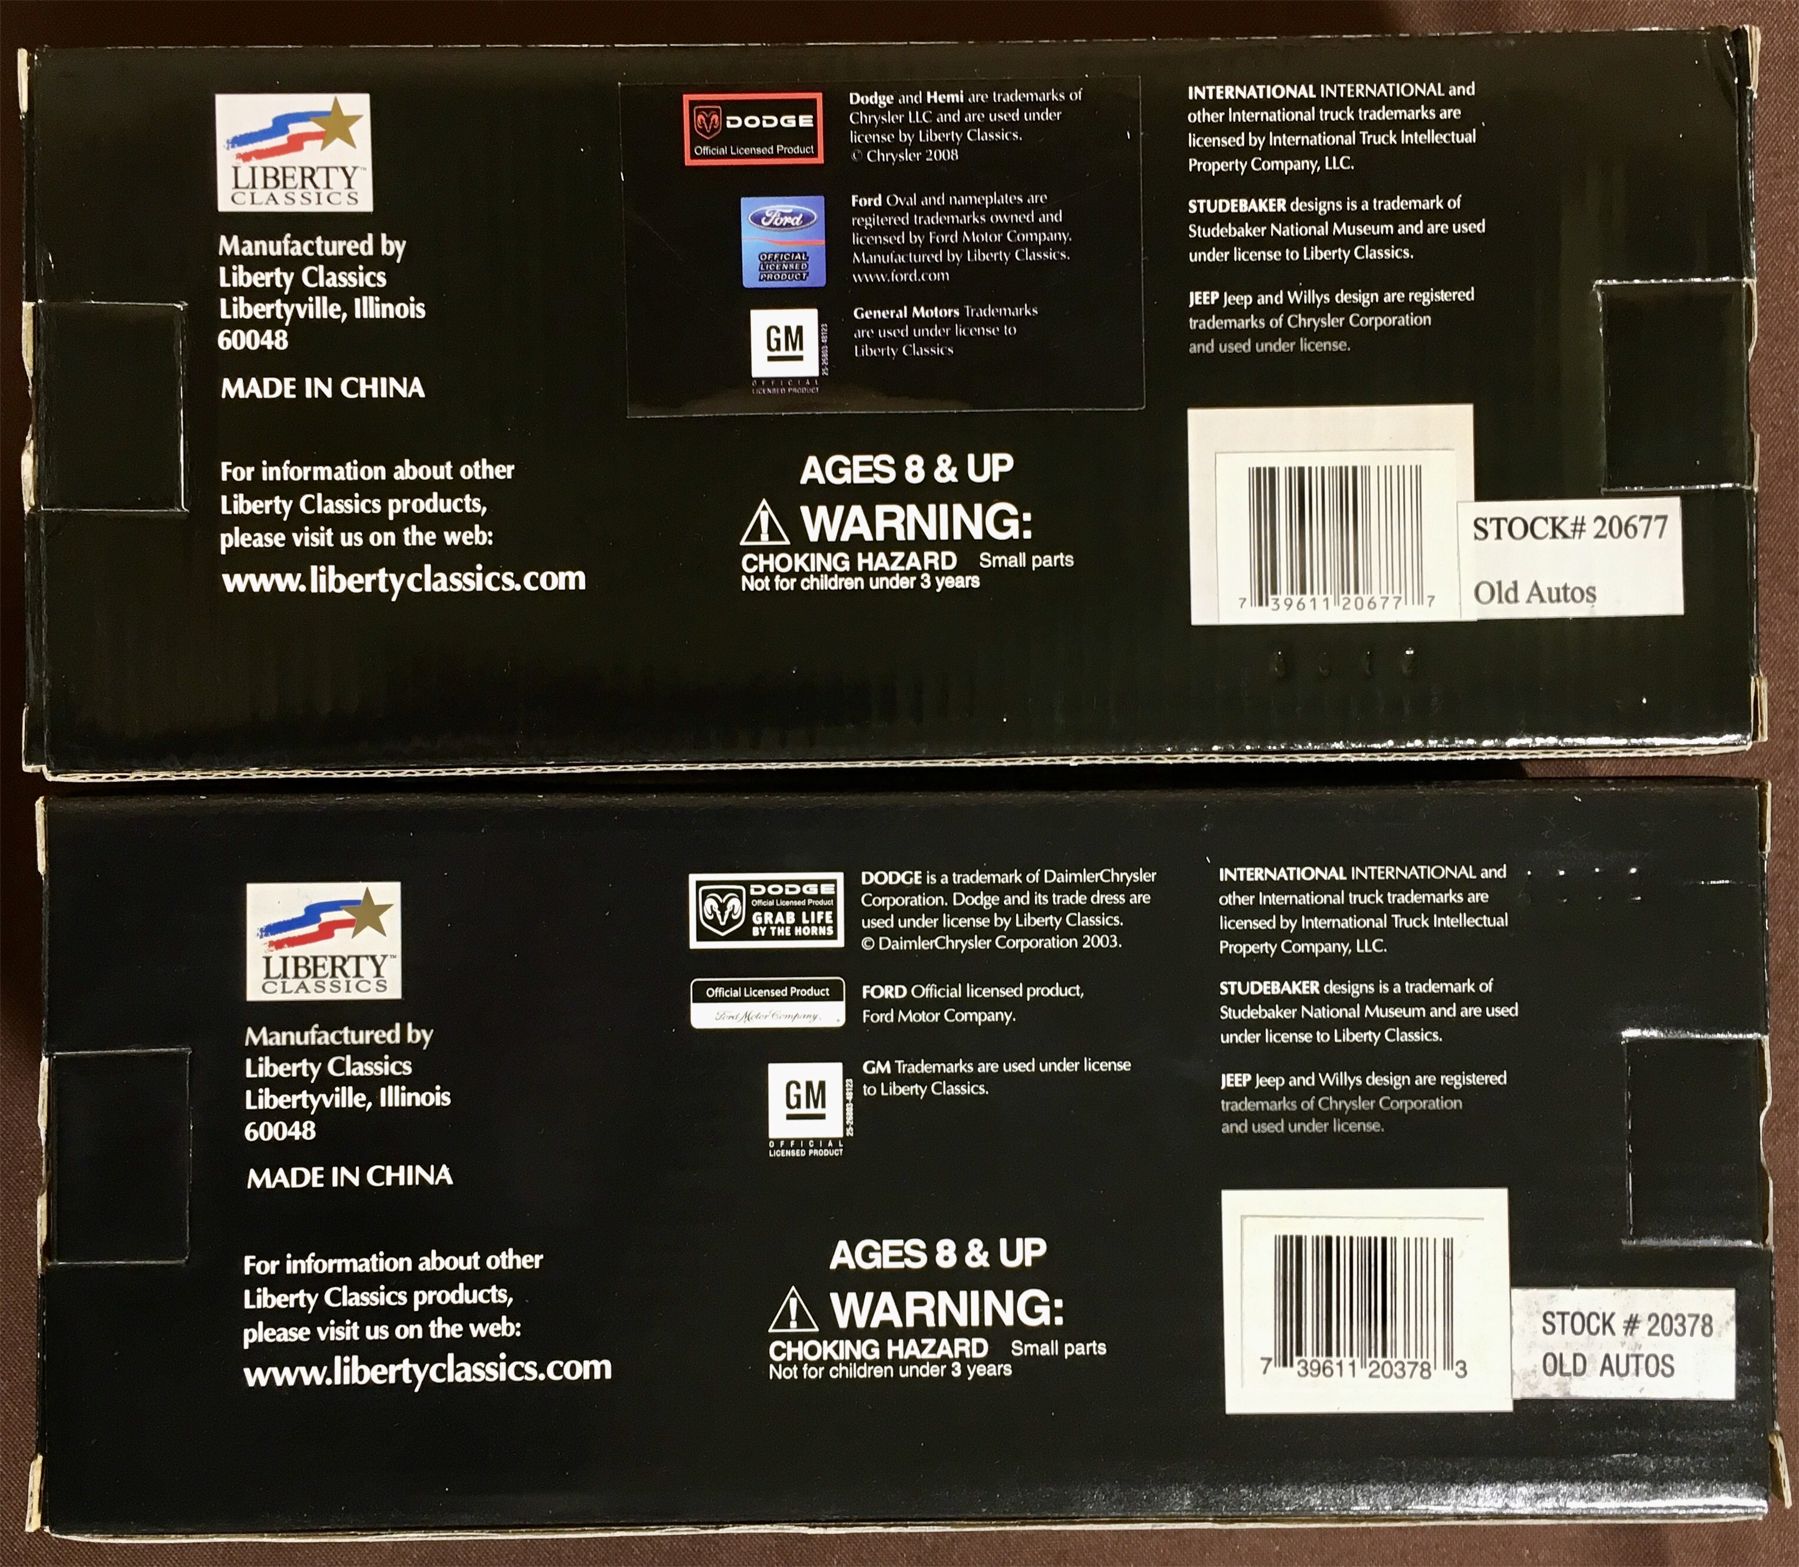 LIBERTY™
CLASSICS
Manufactured by
Liberty Classics
Libertyville, Illinois
60048
MADE IN CHINA
For information about other
Liberty Classics products,
please visit us on the web:
www.libertyclassics.com
DODGE
Official Licensed Product
Dodge and Hemi are trademarks of
Chrysler LLC and are used under
license by Liberty Classics.
© Chrysler 2008
Ford
OFFICIAL
LICENSED
PRODUCT
Ford Oval and nameplates are
regitered trademarks owned and
licensed by Ford Motor Company.
Manufactured by Liberty Classics.
www.ford.com
GM
OFFICIAL
LICENSED PRODUCT
General Motors Trademarks
are used under license to
Liberty Classics
AGES 8 & UP
WARNING:
CHOKING HAZARD Small parts
Not for children under 3 years
INTERNATIONAL INTERNATIONAL and
other International truck trademarks are
licensed by International Truck Intellectual
Property Company, LLC.
STUDEBAKER designs is a trademark of
Studebaker National Museum and are used
under license to Liberty Classics.
JEEP Jeep and Willys design are registered
trademarks of Chrysler Corporation
and used under license.
7 39611 20677 7
STOCK# 20677
Old Autos
LIBERTY™
CLASSICS
Manufactured by
Liberty Classics
Libertyville, Illinois
60048
MADE IN CHINA
For information about other
Liberty Classics products,
please visit us on the web:
www.libertyclassics.com
DODGE
Official Licensed Product
GRAB LIFE
BY THE HORNS
DODGE is a trademark of DaimlerChrysler
Corporation. Dodge and its trade dress are
used under license by Liberty Classics.
© DaimlerChrysler Corporation 2003.
Official Licensed Product
Ford Motor Company
FORD Official licensed product,
Ford Motor Company.
GM
25-26803-48123
OFFICIAL
LICENSED PRODUCT
GM Trademarks are used under license
to Liberty Classics.
AGES 8 & UP
WARNING:
CHOKING HAZARD Small parts
Not for children under 3 years
INTERNATIONAL INTERNATIONAL and
other International truck trademarks are
licensed by International Truck Intellectual
Property Company, LLC.
STUDEBAKER designs is a trademark of
Studebaker National Museum and are used
under license to Liberty Classics.
JEEP Jeep and Willys design are registered
trademarks of Chrysler Corporation
and used under license.
7 39611 20378 3
STOCK # 20378
OLD AUTOS